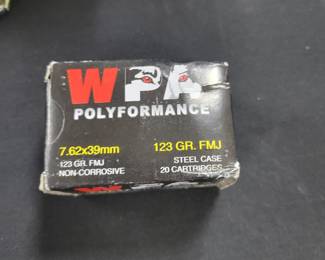 WPA
POLYFORMANCE
7.62x39mm 123 GR. FMJ
123 GR. FMJ STEEL CASE
NON-CORROSIVE 20 CARTRIDGES